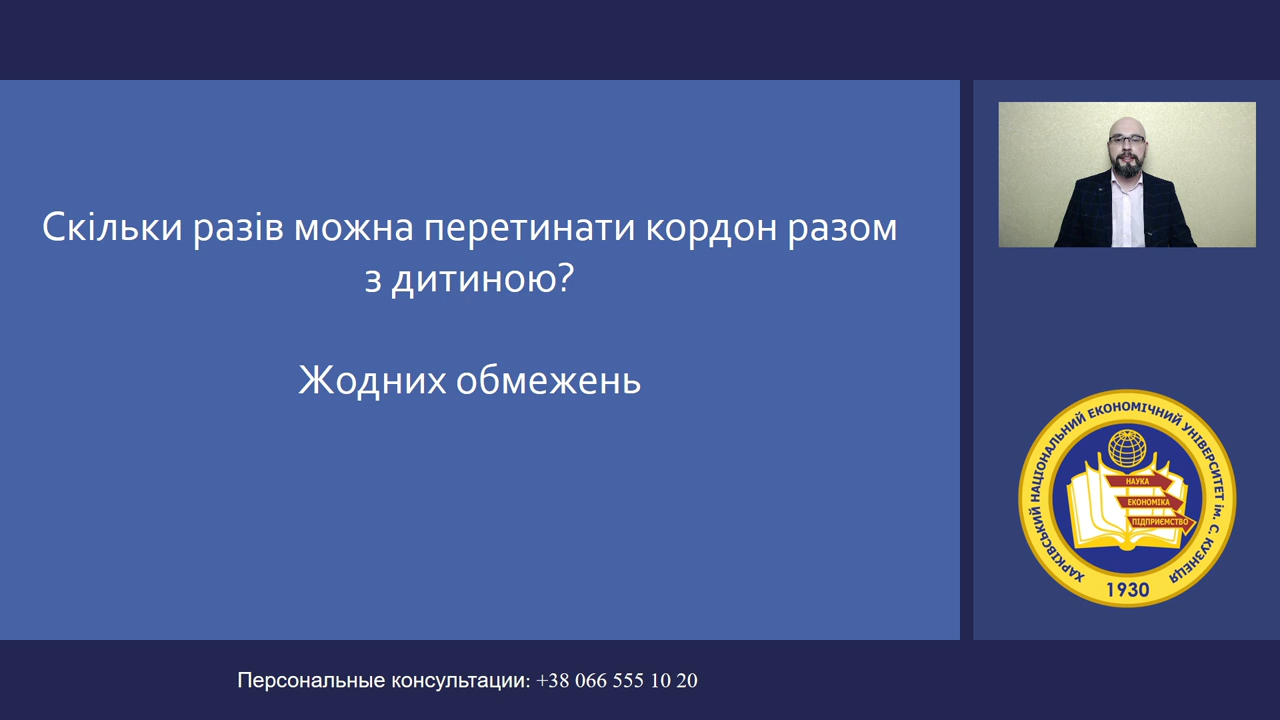 Скільки разів можна перетинати кордон разом
з дитиною?
Жодних обмежень
ХАРКІВСЬКИЙ НАЦІОНАЛЬНИЙ ЕКОНОМІЧНИЙ УНІВЕРСИТЕТ ім. С. КУЗНЕЦЯ
НАУКА
ЕКОНОМІКА
ПІДПРИЄМСТВО
1930
Персональные консультации: +38 066 555 10 20